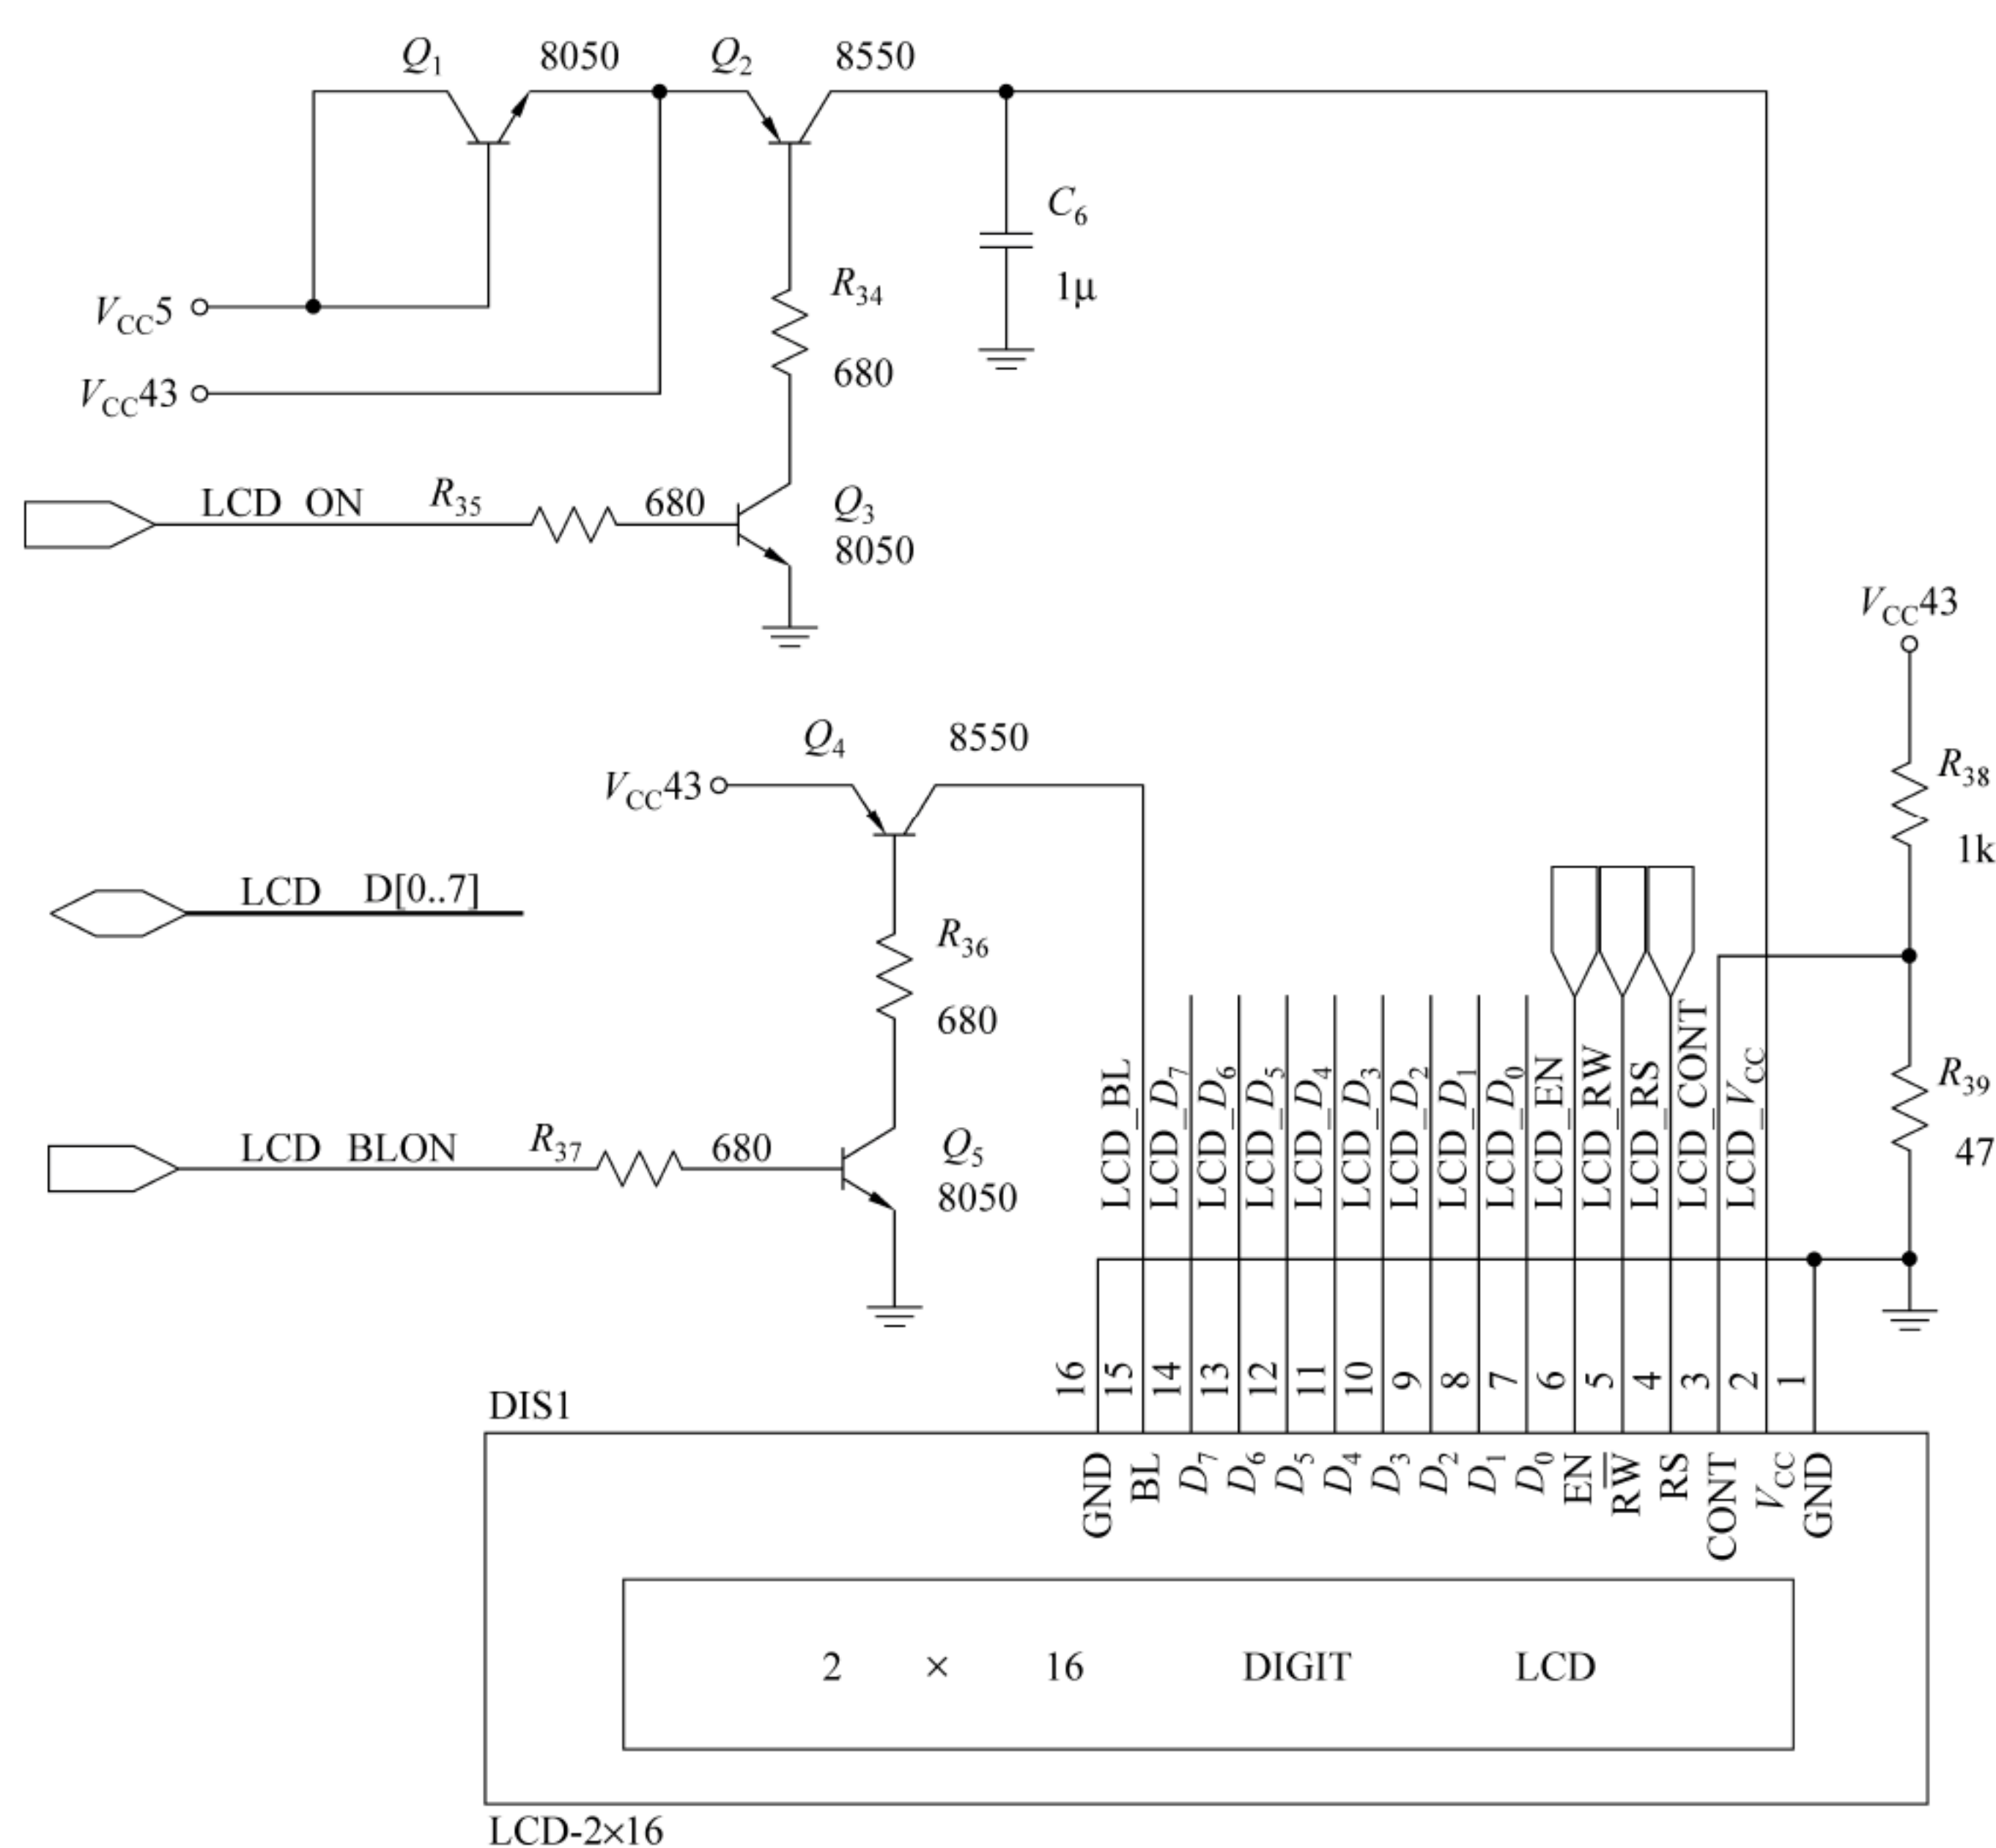 Q1 8050 Q2 8550
C6
1μ
R34
680
VCC5
VCC43
LCD ON R35 680 Q3
8050
VCC43
R38
1k
Q4 8550
VCC43
LCD D[0..7]
R36
680
R39
47
LCD BLON R37 680 Q5
8050
LCD_BL
LCD_D7
LCD_D6
LCD_D5
LCD_D4
LCD_D3
LCD_D2
LCD_D1
LCD_D0
LCD_EN
LCD_RW
LCD_RS
LCD_CONT
LCD_VCC
16 15 14 13 12 11 10 9 8 7 6 5 4 3 2 1
DIS1
GND BL D7 D6 D5 D4 D3 D2 D1 D0 EN R̅W̅ RS CONT VCC GND
2 × 16 DIGIT LCD
LCD-2×16